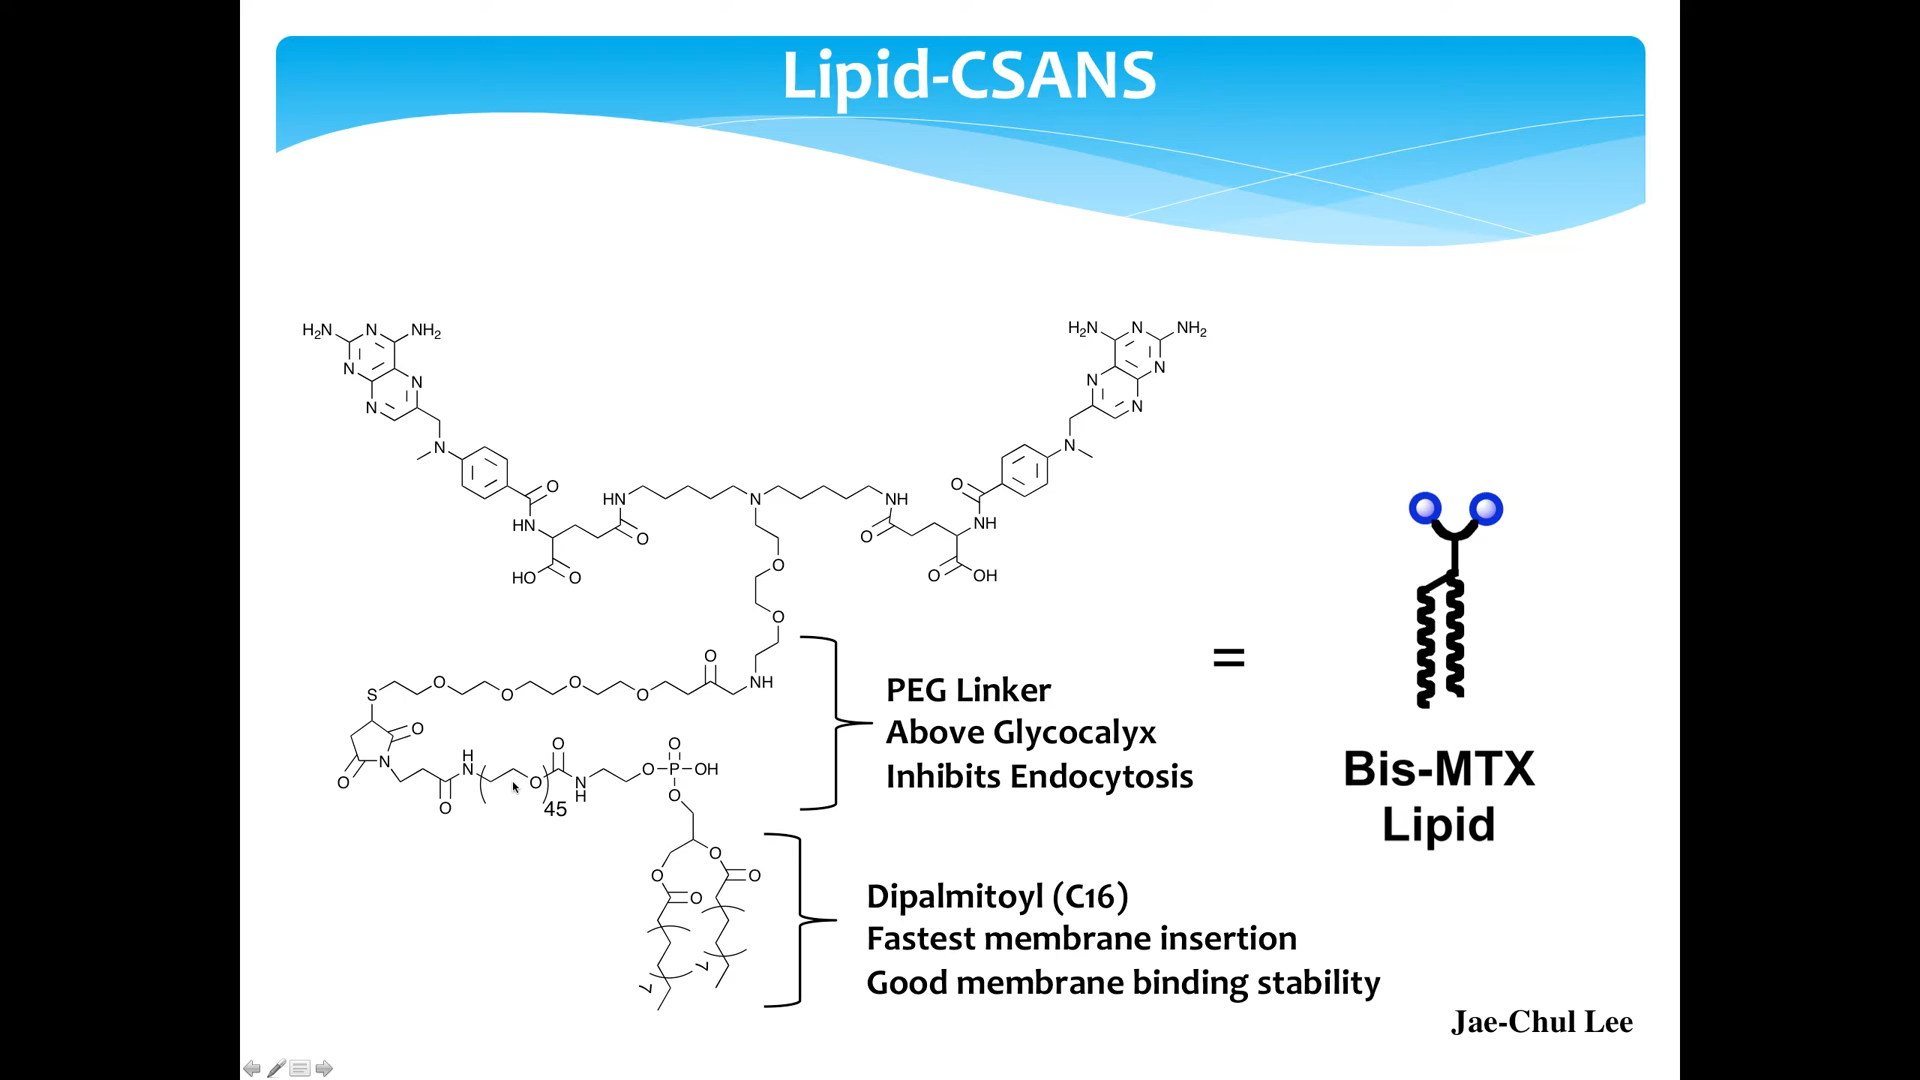 Lipid-CSANS
H2N N NH2
N N
N
N
O
HN
HN O
HO O
N
O
O
H2N N NH2
N N
N
N
O
NH
NH
O
O OH
O
NH
S O O O O
O
N
O
O
H
N
O
45
O
N
H
O
O
P OH
O
O
O O
O
7
7
PEG Linker
Above Glycocalyx
Inhibits Endocytosis
Dipalmitoyl (C16)
Fastest membrane insertion
Good membrane binding stability
=
Bis-MTX
Lipid
Jae-Chul Lee